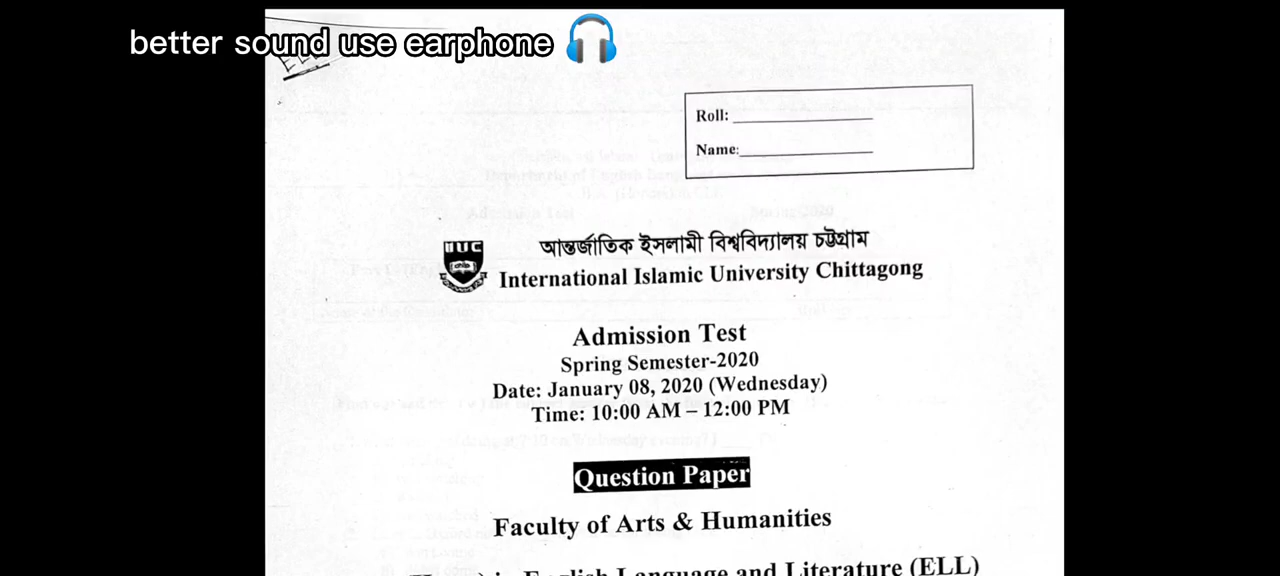 better sound use earphone
Roll:
Name:
IIUC
আন্তর্জাতিক ইসলামী বিশ্ববিদ্যালয় চট্টগ্রাম
International Islamic University Chittagong
Admission Test
Spring Semester-2020
Date: January 08, 2020 (Wednesday)
Time: 10:00 AM – 12:00 PM
Question Paper
Faculty of Arts & Humanities
in English Language and Literature (ELL)